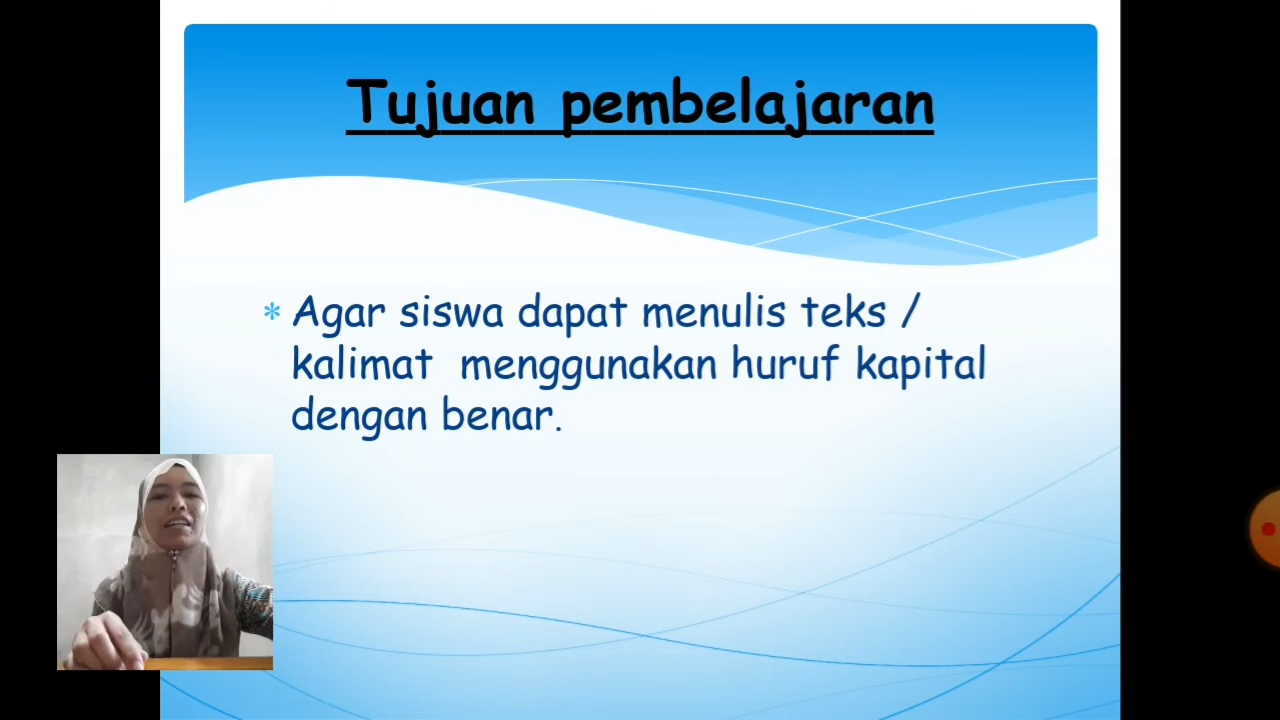 Tujuan pembelajaran
* Agar siswa dapat menulis teks /
kalimat menggunakan huruf kapital
dengan benar.